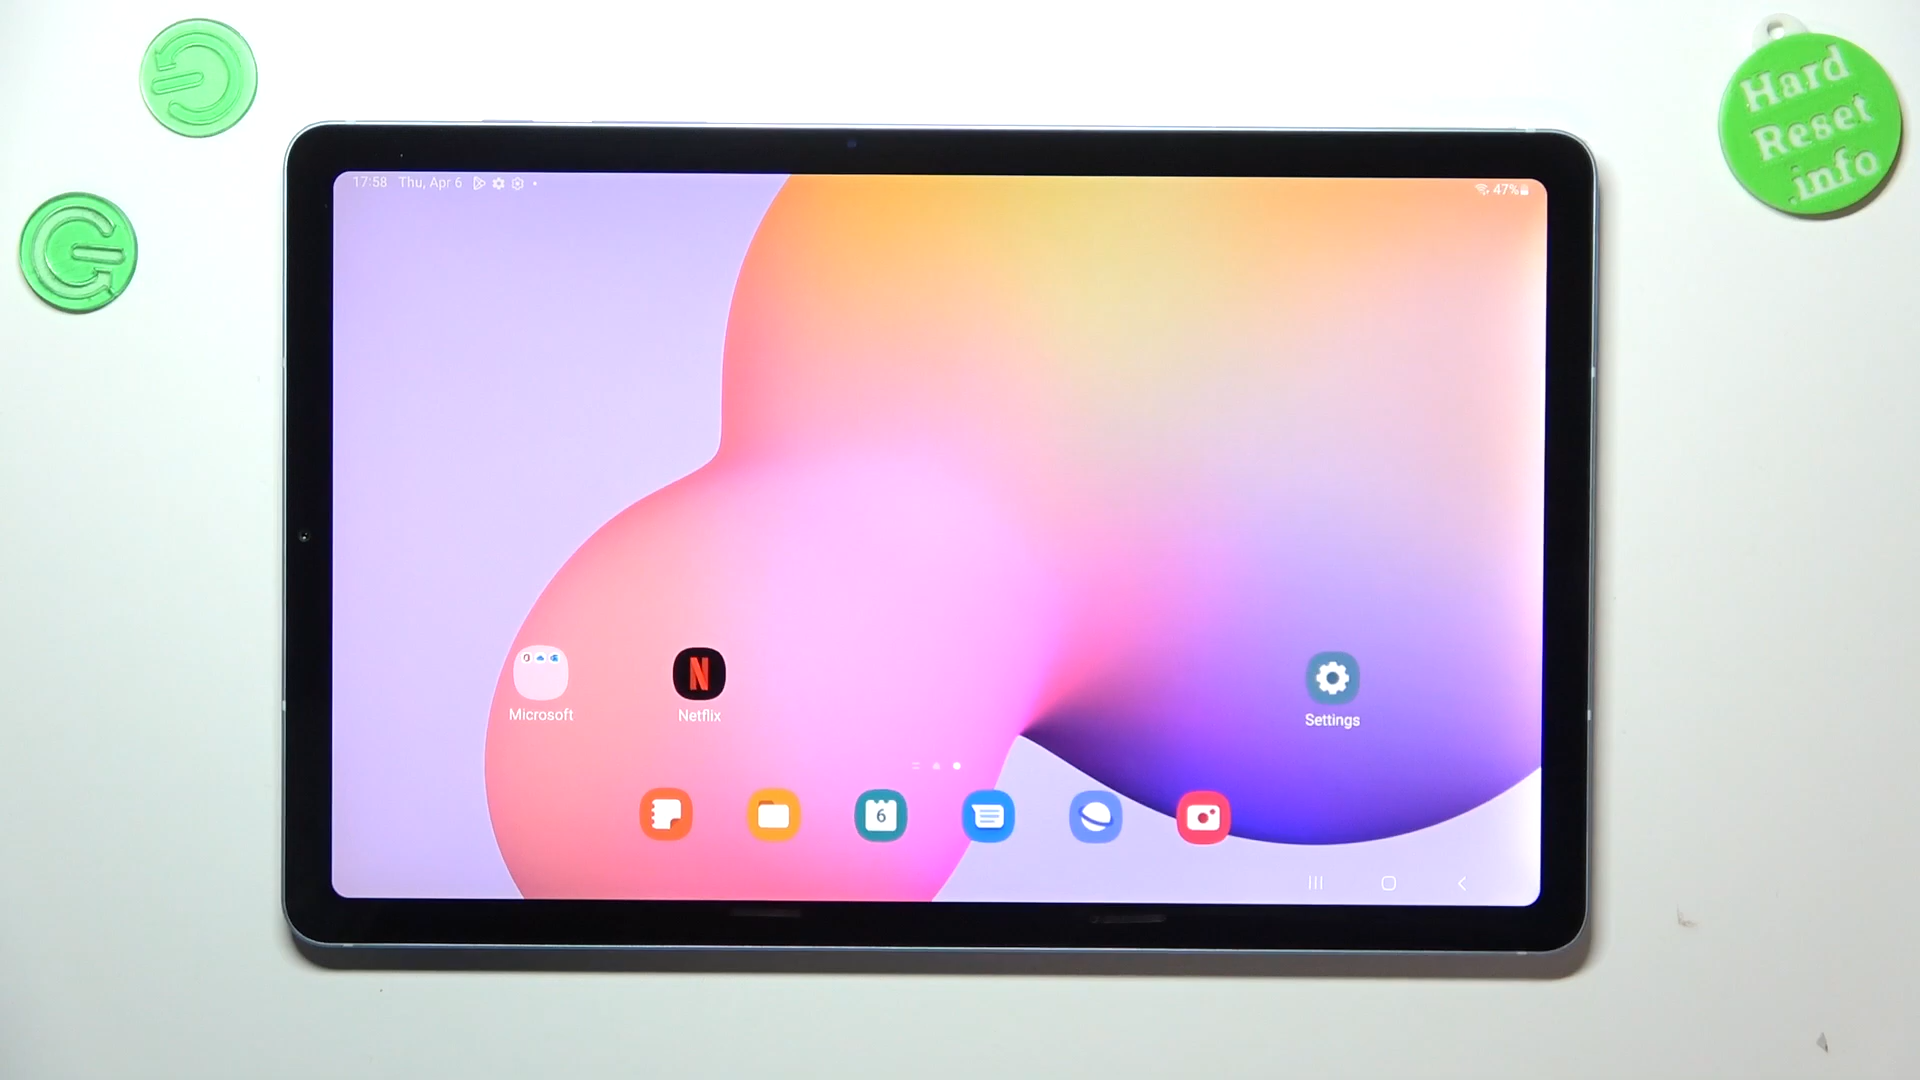 Hard
Reset
.info
17:58 Thu, Apr 6
47%
Microsoft
N
Netflix
Settings
6